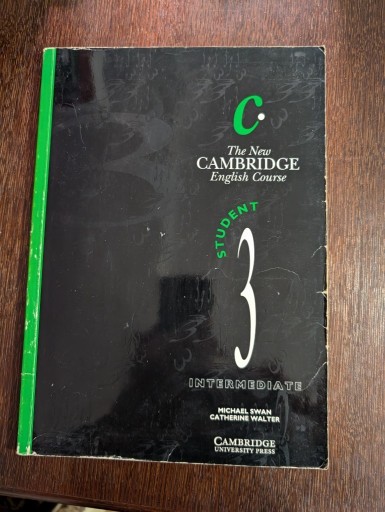 C.
The New
CAMBRIDGE
English Course
STUDENT
3
INTERMEDIATE
MICHAEL SWAN
CATHERINE WALTER
CAMBRIDGE
UNIVERSITY PRESS